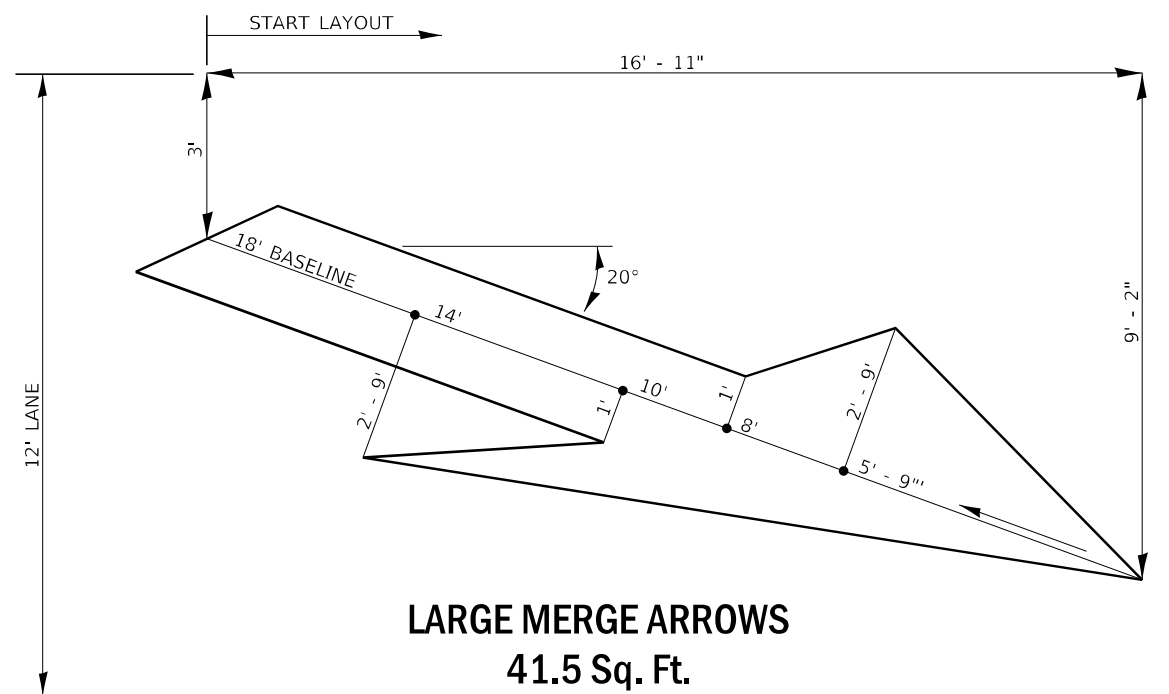 START LAYOUT
16' - 11"
3'
18' BASELINE
20°
14'
9' - 2"
2' - 9'
1'
10'
1'
2' - 9'
8'
12' LANE
5' - 9"'
LARGE MERGE ARROWS
41.5 Sq. Ft.